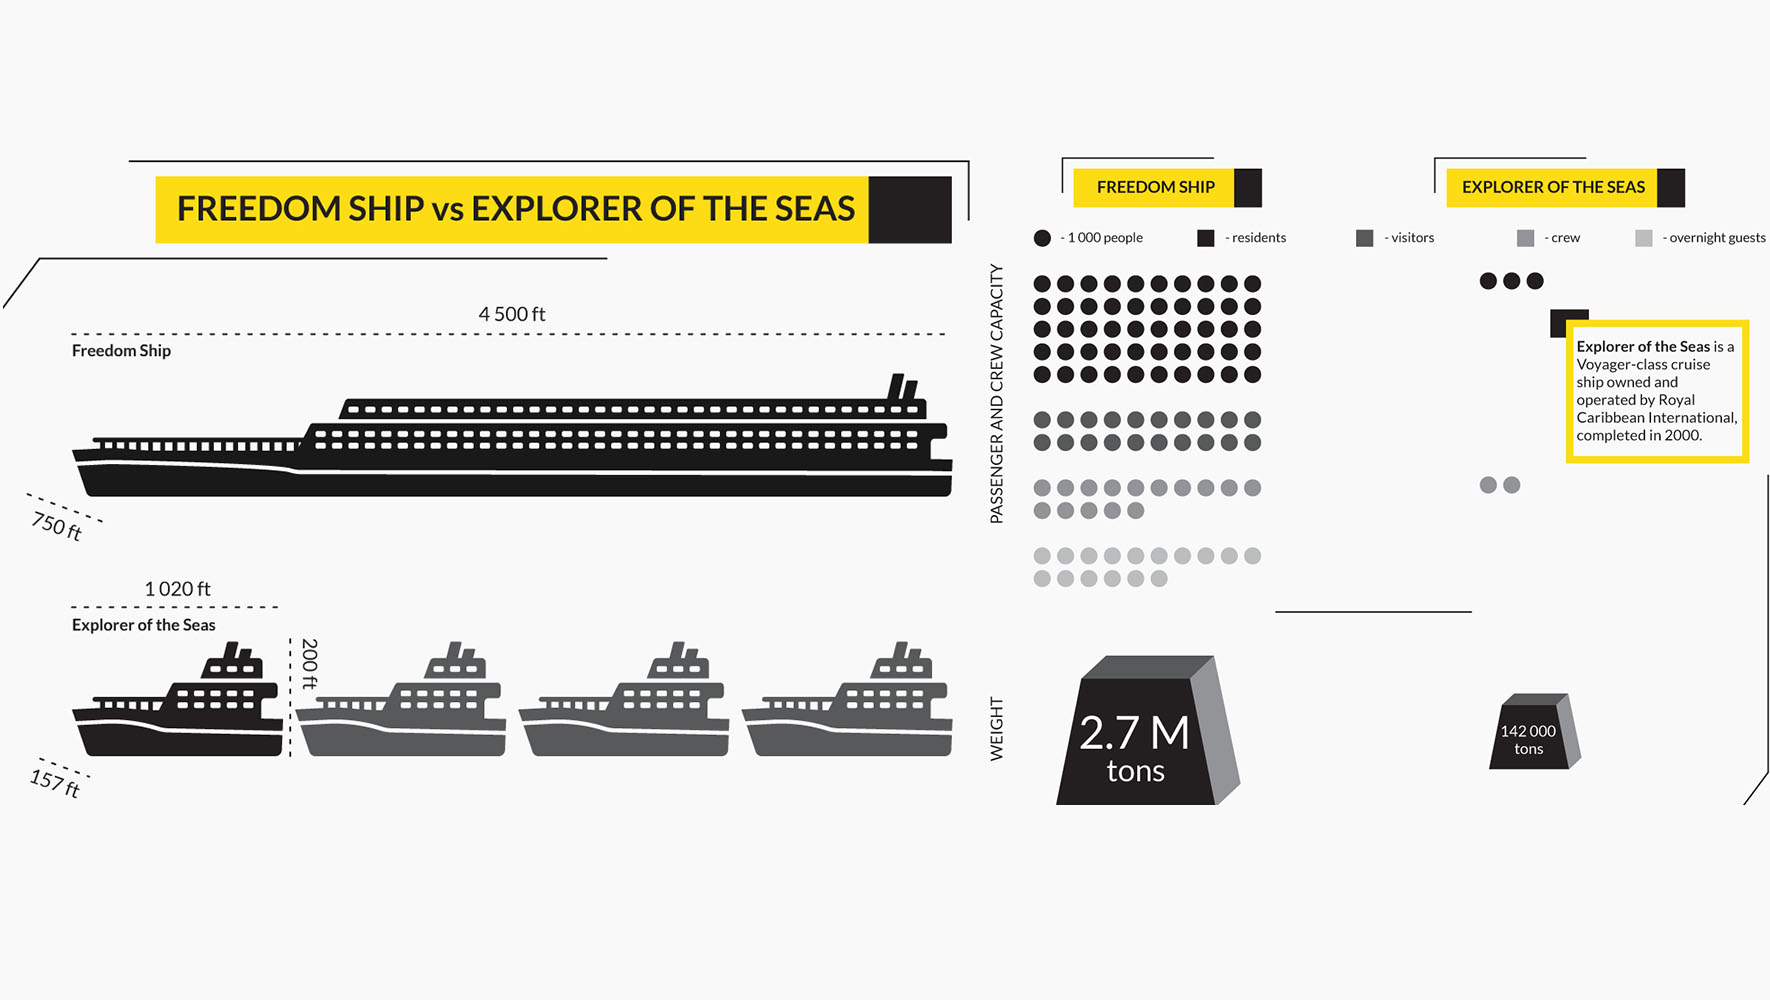 FREEDOM SHIP vs EXPLORER OF THE SEAS
4 500 ft
Freedom Ship
750 ft
1 020 ft
Explorer of the Seas
200 ft
157 ft
FREEDOM SHIP
EXPLORER OF THE SEAS
- 1 000 people
- residents
- visitors
- crew
- overnight guests
PASSENGER AND CREW CAPACITY
Explorer of the Seas is a
Voyager-class cruise
ship owned and
operated by Royal
Caribbean International,
completed in 2000.
WEIGHT
2.7 M
tons
142 000
tons